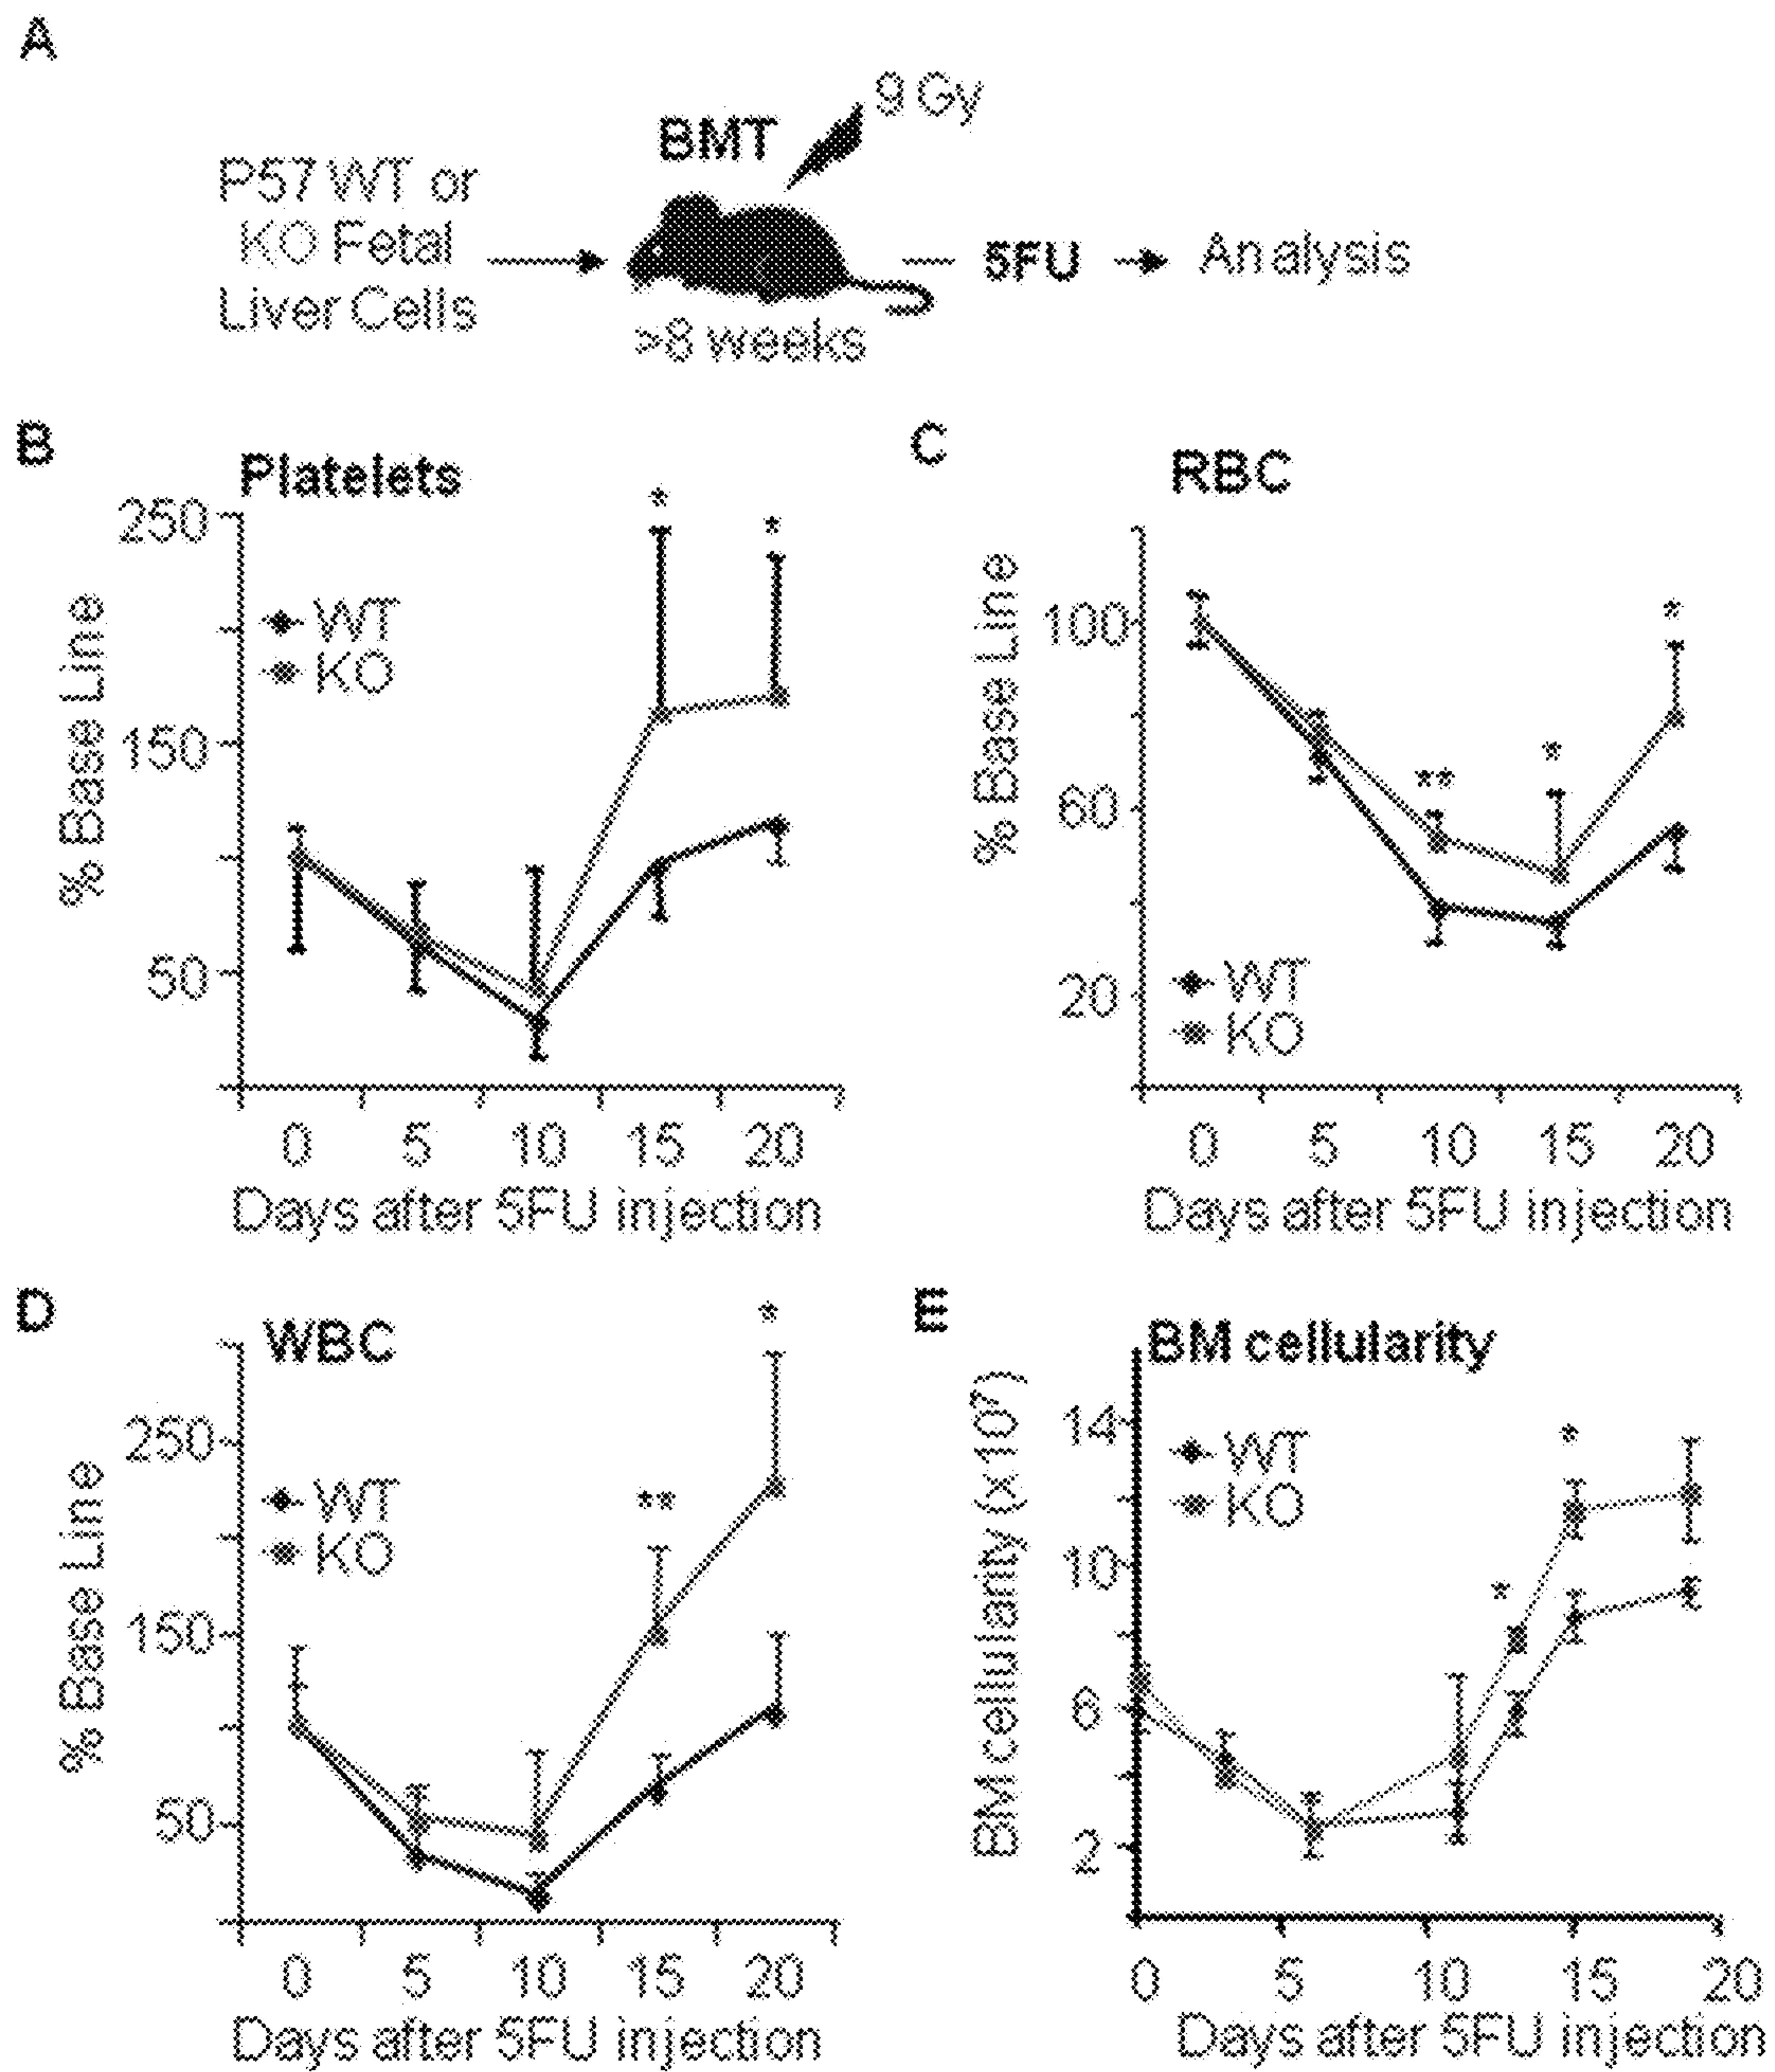 A
9 Gy
BMT
P57 WT or
KO Fetal
Liver Cells
5FU
Analysis
>8 weeks
B
Platelets
*
*
250
150
50
% Base Line
WT
KO
0 5 10 15 20
Days after 5FU injection
C
RBC
100
60
20
% Base Line
**
*
*
WT
KO
0 5 10 15 20
Days after 5FU injection
D
WBC
*
**
250
150
50
% Base Line
WT
KO
0 5 10 15 20
Days after 5FU injection
E
BM cellularity
14
10
6
2
BM cellularity (x10⁷)
*
*
WT
KO
0 5 10 15 20
Days after 5FU injection